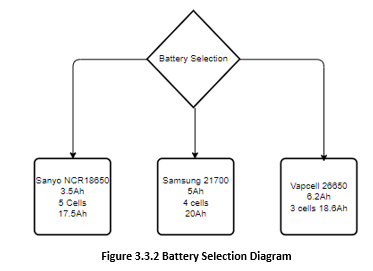 Battery Selection
Sanyo NCR18650
3.5Ah
5 Cells
17.5Ah
Samsung 21700
5Ah
4 cells
20Ah
Vapcell 26650
6.2Ah
3 cells 18.6Ah
Figure 3.3.2 Battery Selection Diagram